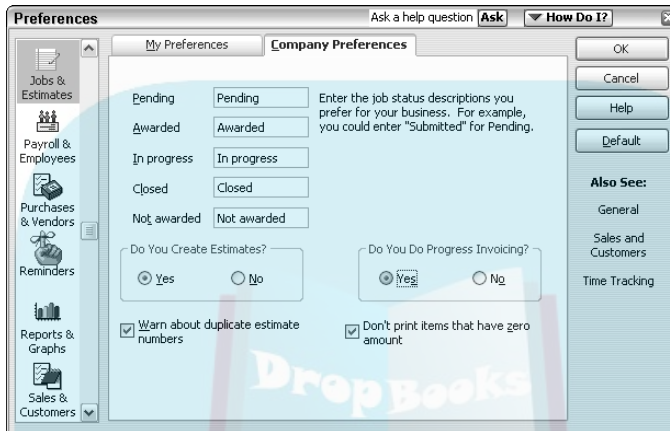 Preferences
Ask a help question Ask
How Do I?
My Preferences
Company Preferences
Jobs &
Estimates
Payroll &
Employees
Purchases
& Vendors
Reminders
Reports &
Graphs
Sales &
Customers
Pending Pending
Awarded Awarded
In progress In progress
Closed Closed
Not awarded Not awarded
Enter the job status descriptions you
prefer for your business. For example,
you could enter "Submitted" for Pending.
Do You Create Estimates?
Yes No
Do You Do Progress Invoicing?
Yes No
Warn about duplicate estimate
numbers
Don't print items that have zero
amount
OK
Cancel
Help
Default
Also See:
General
Sales and
Customers
Time Tracking
DropBooks